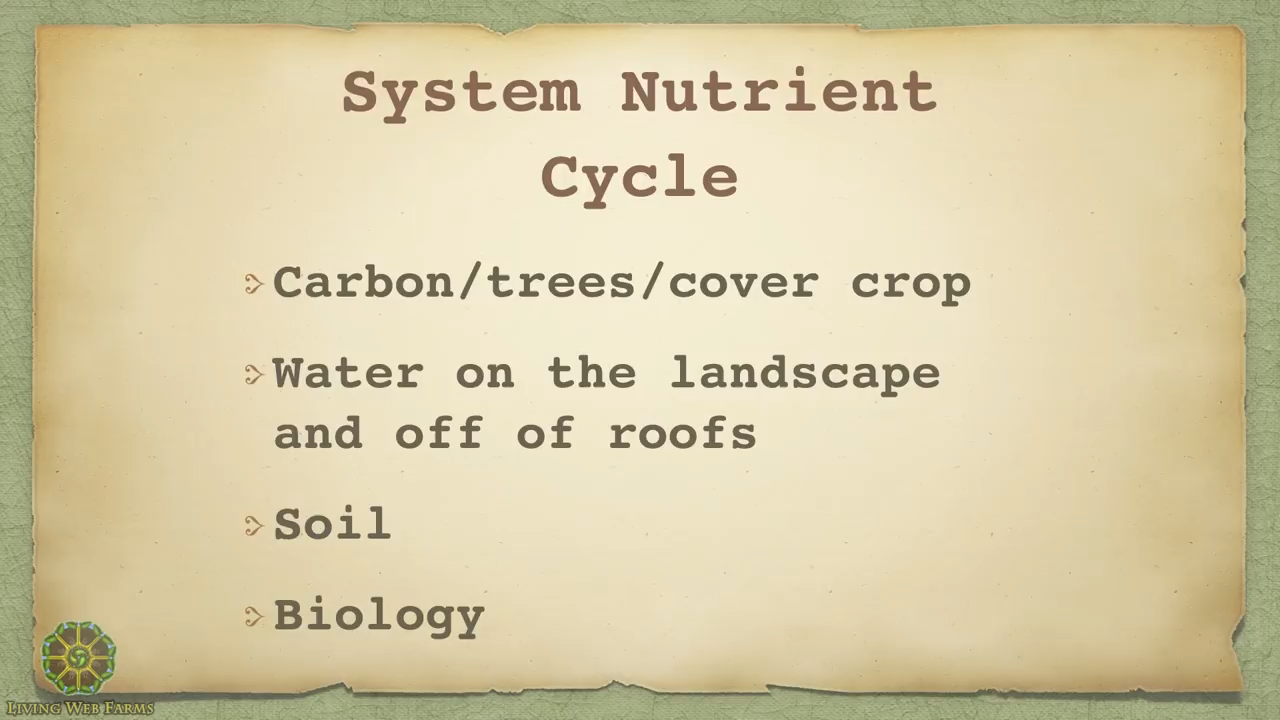 System Nutrient
Cycle
Carbon/trees/cover crop
Water on the landscape
and off of roofs
Soil
Biology
Living Web Farms